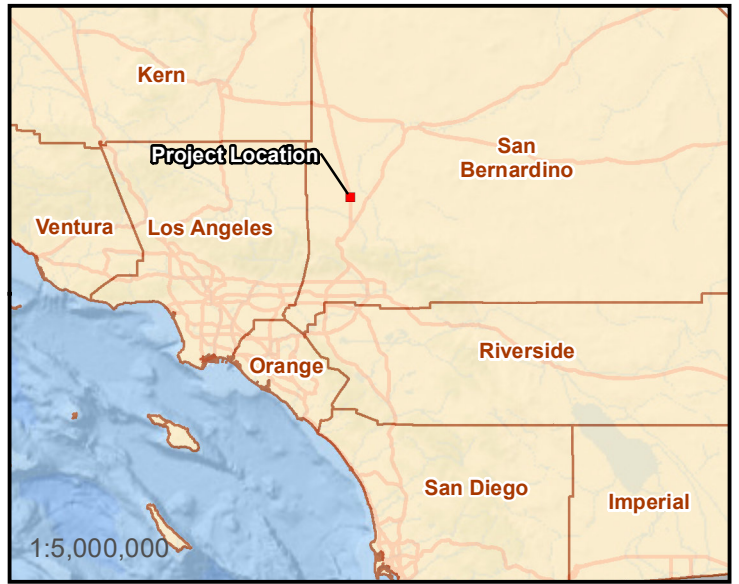 Kern
San
Bernardino
Project Location
Ventura
Los Angeles
Orange
Riverside
San Diego
Imperial
1:5,000,000